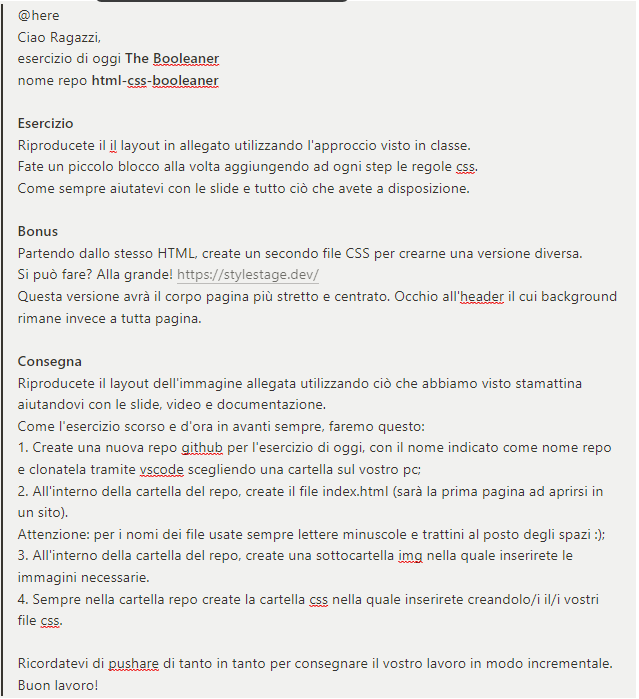 @here
Ciao Ragazzi,
esercizio di oggi The Booleaner
nome repo html-css-booleaner
Esercizio
Riproducete il il layout in allegato utilizzando l'approccio visto in classe.
Fate un piccolo blocco alla volta aggiungendo ad ogni step le regole css.
Come sempre aiutatevi con le slide e tutto ciò che avete a disposizione.
Bonus
Partendo dallo stesso HTML, create un secondo file CSS per crearne una versione diversa.
Si può fare? Alla grande! https://stylestage.dev/
Questa versione avrà il corpo pagina più stretto e centrato. Occhio all'header il cui background
rimane invece a tutta pagina.
Consegna
Riproducete il layout dell'immagine allegata utilizzando ciò che abbiamo visto stamattina
aiutandovi con le slide, video e documentazione.
Come l'esercizio scorso e d'ora in avanti sempre, faremo questo:
1. Create una nuova repo github per l'esercizio di oggi, con il nome indicato come nome repo
e clonatela tramite vscode scegliendo una cartella sul vostro pc;
2. All'interno della cartella del repo, create il file index.html (sarà la prima pagina ad aprirsi in
un sito).
Attenzione: per i nomi dei file usate sempre lettere minuscole e trattini al posto degli spazi :);
3. All'interno della cartella del repo, create una sottocartella img nella quale inserirete le
immagini necessarie.
4. Sempre nella cartella repo create la cartella css nella quale inserirete creandolo/i il/i vostri
file css.
Ricordatevi di pushare di tanto in tanto per consegnare il vostro lavoro in modo incrementale.
Buon lavoro!